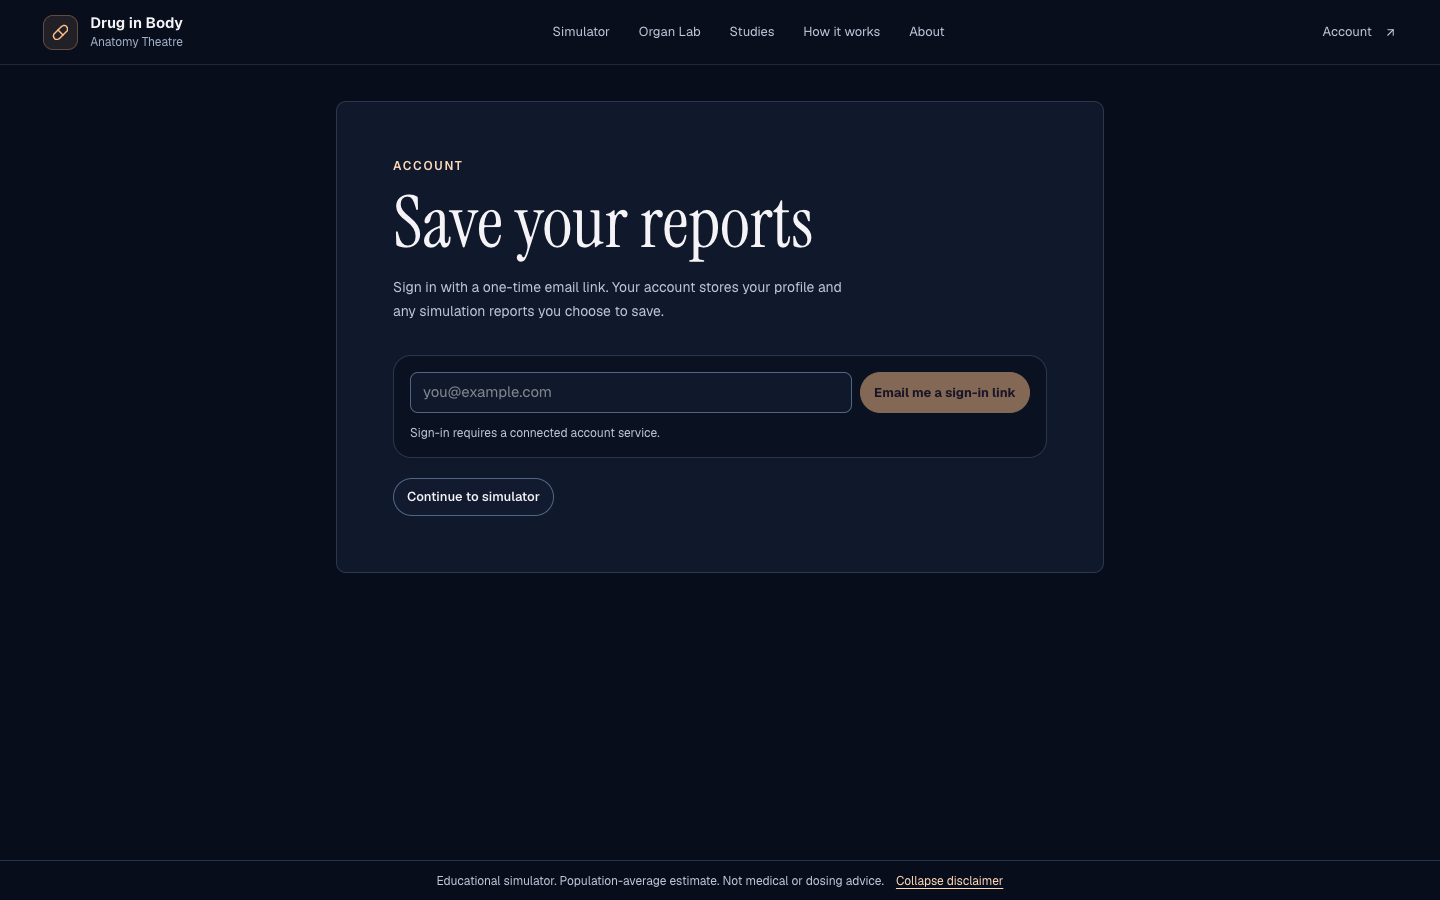 Drug in Body
Anatomy Theatre
Simulator
Organ Lab
Studies
How it works
About
Account
ACCOUNT
Save your reports
Sign in with a one-time email link. Your account stores your profile and
any simulation reports you choose to save.
you@example.com
Email me a sign-in link
Sign-in requires a connected account service.
Continue to simulator
Educational simulator. Population-average estimate. Not medical or dosing advice. Collapse disclaimer